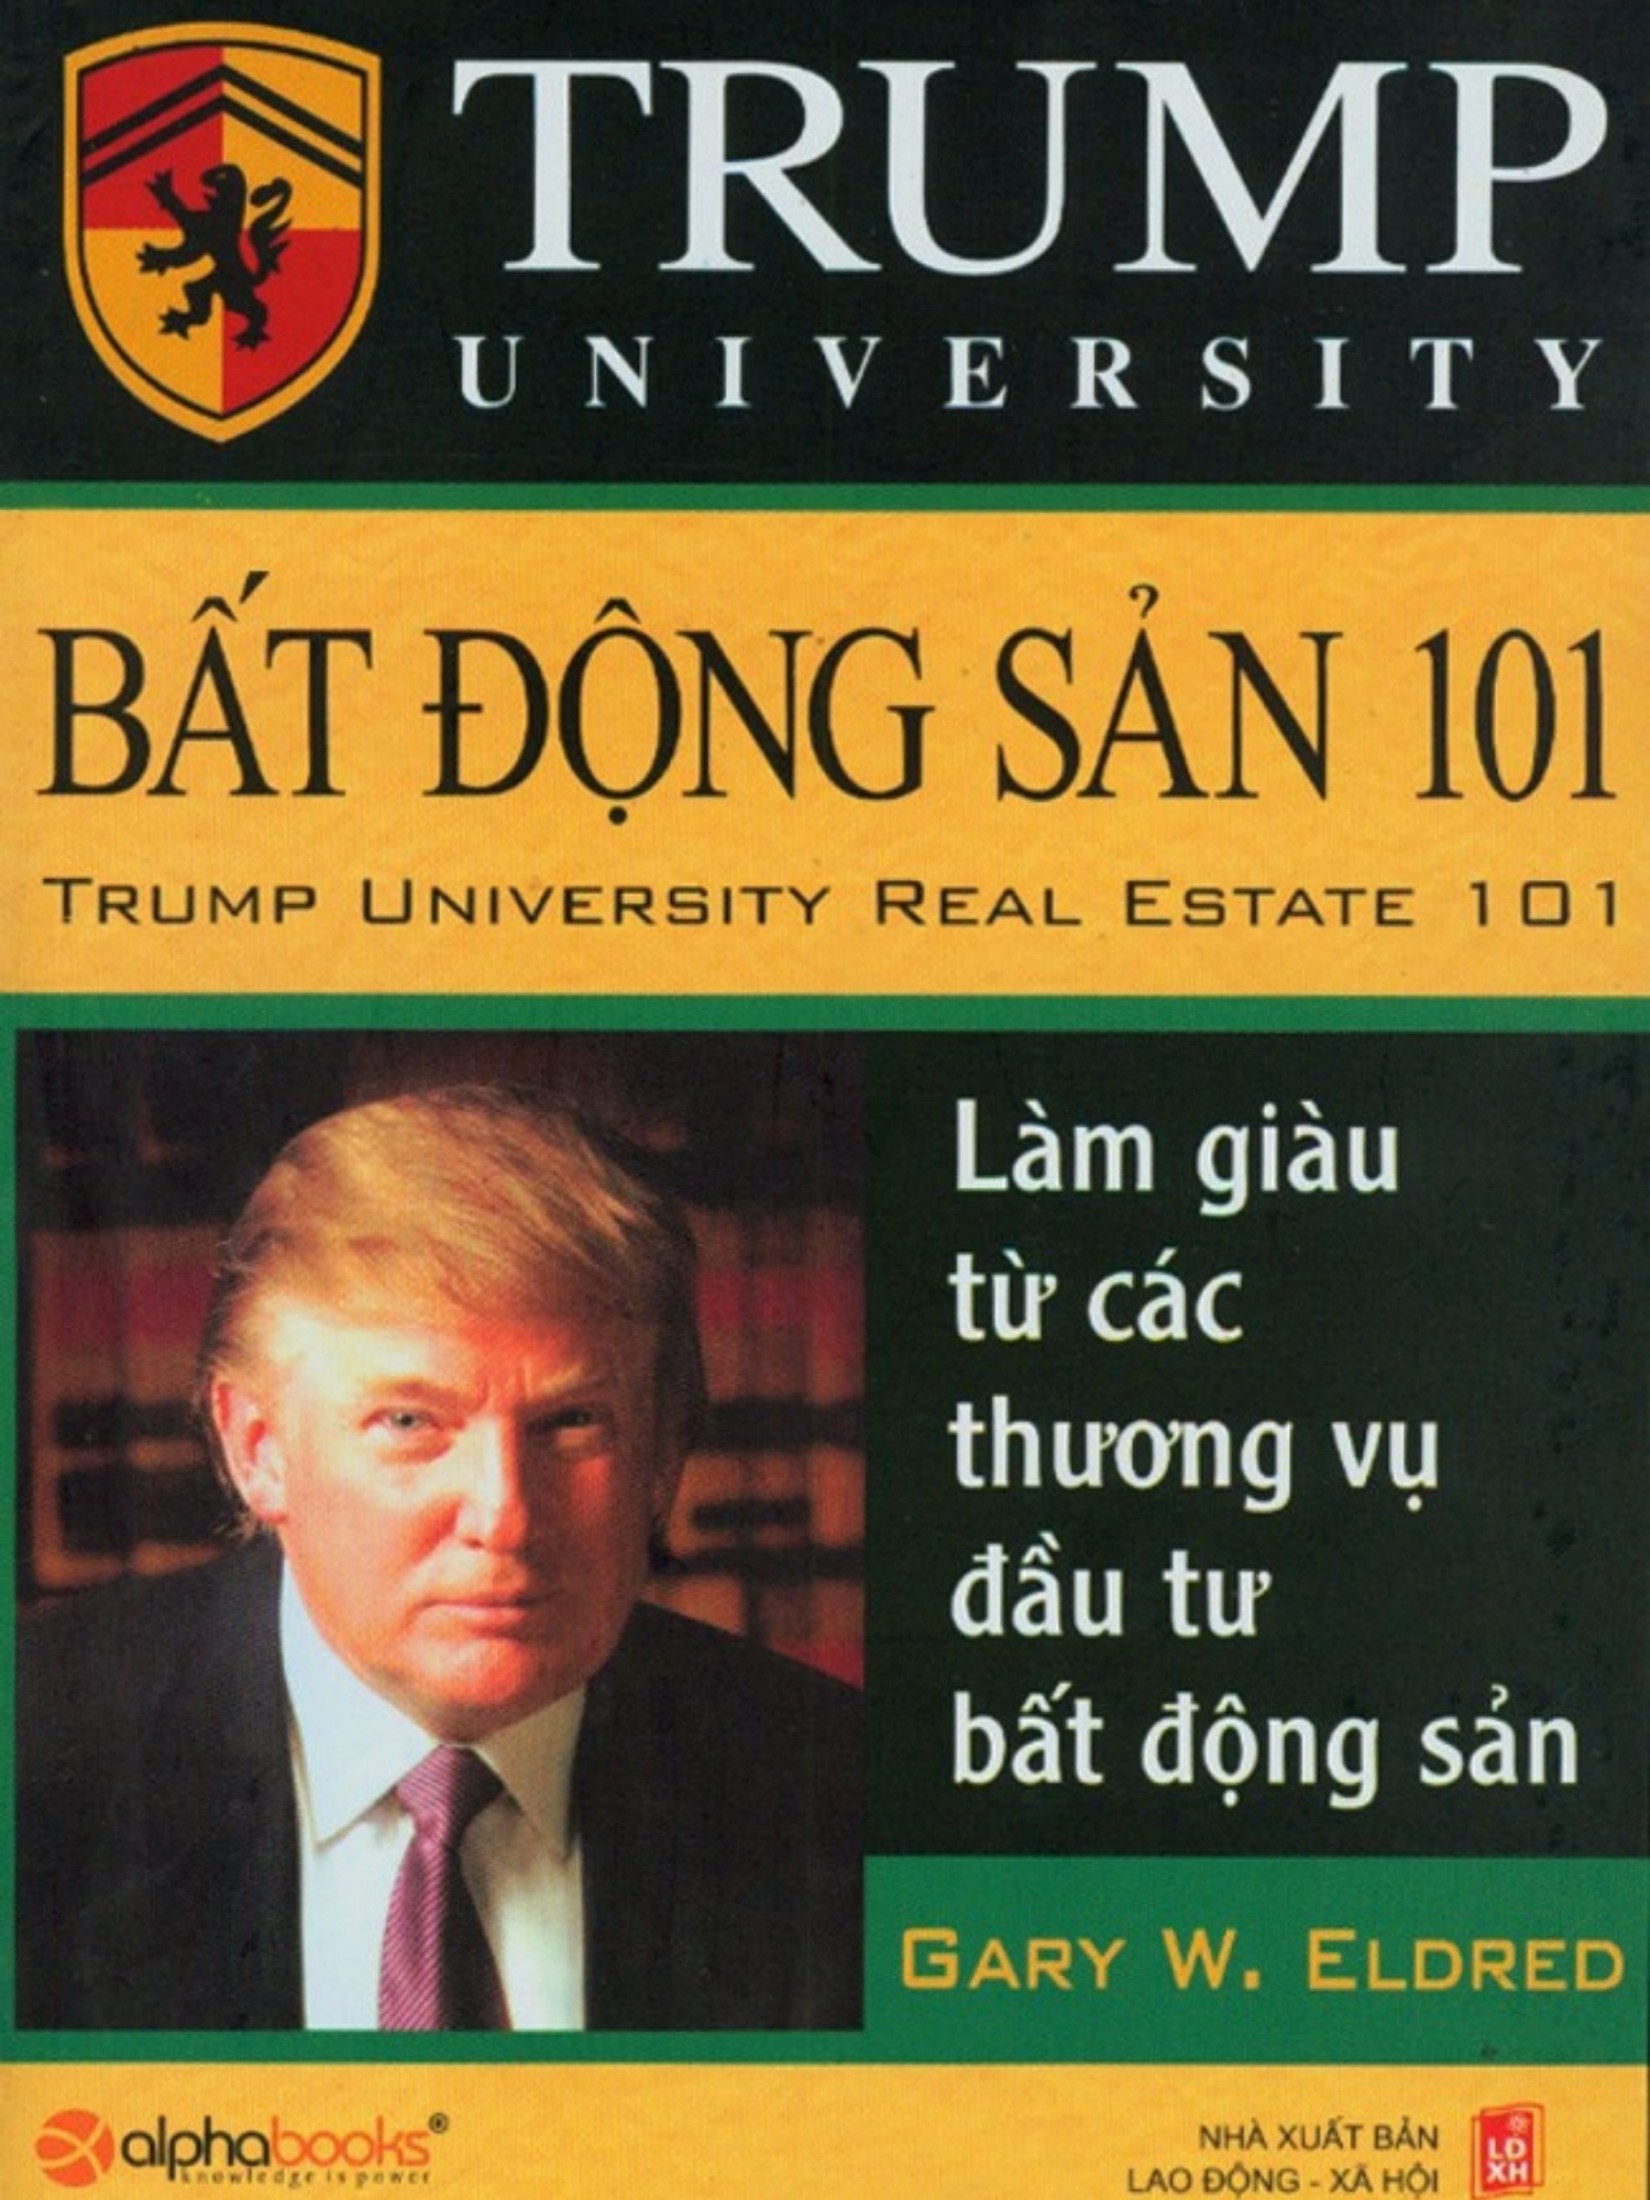 TRUMP
UNIVERSITY
BẤT ĐỘNG SẢN 101
TRUMP UNIVERSITY REAL ESTATE 101
Làm giàu
từ các
thương vụ
đầu tư
bất động sản
GARY W. ELDRED
alphabooks®
knowledge is power
NHÀ XUẤT BẢN
LAO ĐỘNG - XÃ HỘI
LD
XH